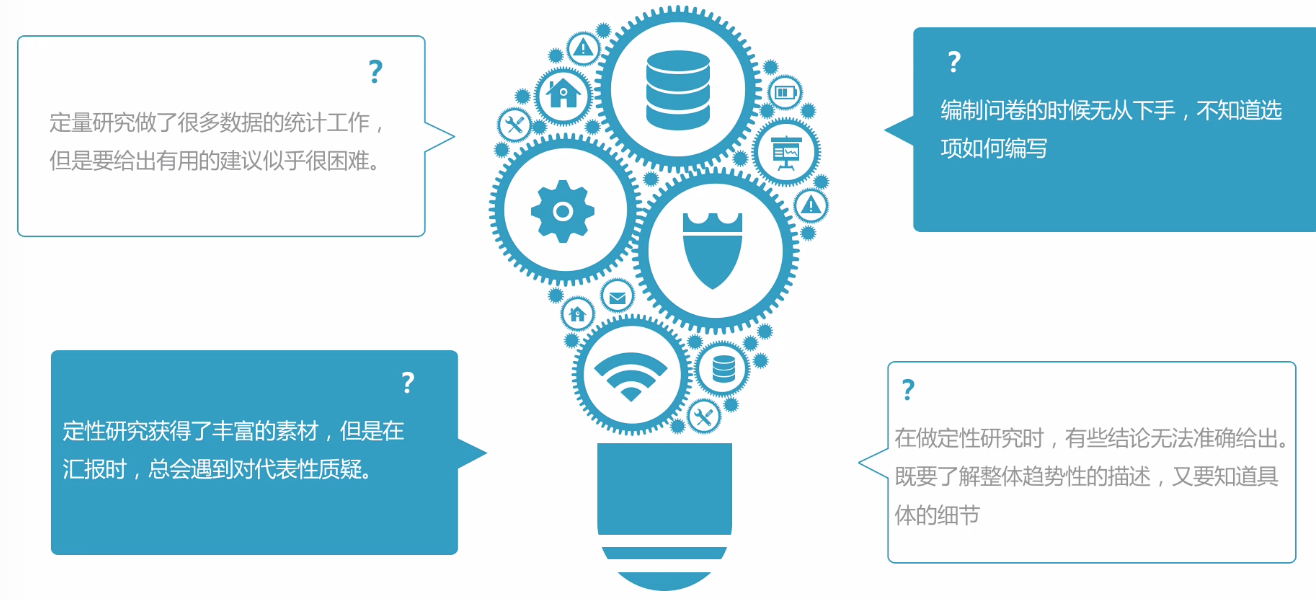 ?
定量研究做了很多数据的统计工作，
但是要给出有用的建议似乎很困难。
?
编制问卷的时候无从下手，不知道选
项如何编写
?
定性研究获得了丰富的素材，但是在
汇报时，总会遇到对代表性质疑。
?
在做定性研究时，有些结论无法准确给出。
既要了解整体趋势性的描述，又要知道具
体的细节